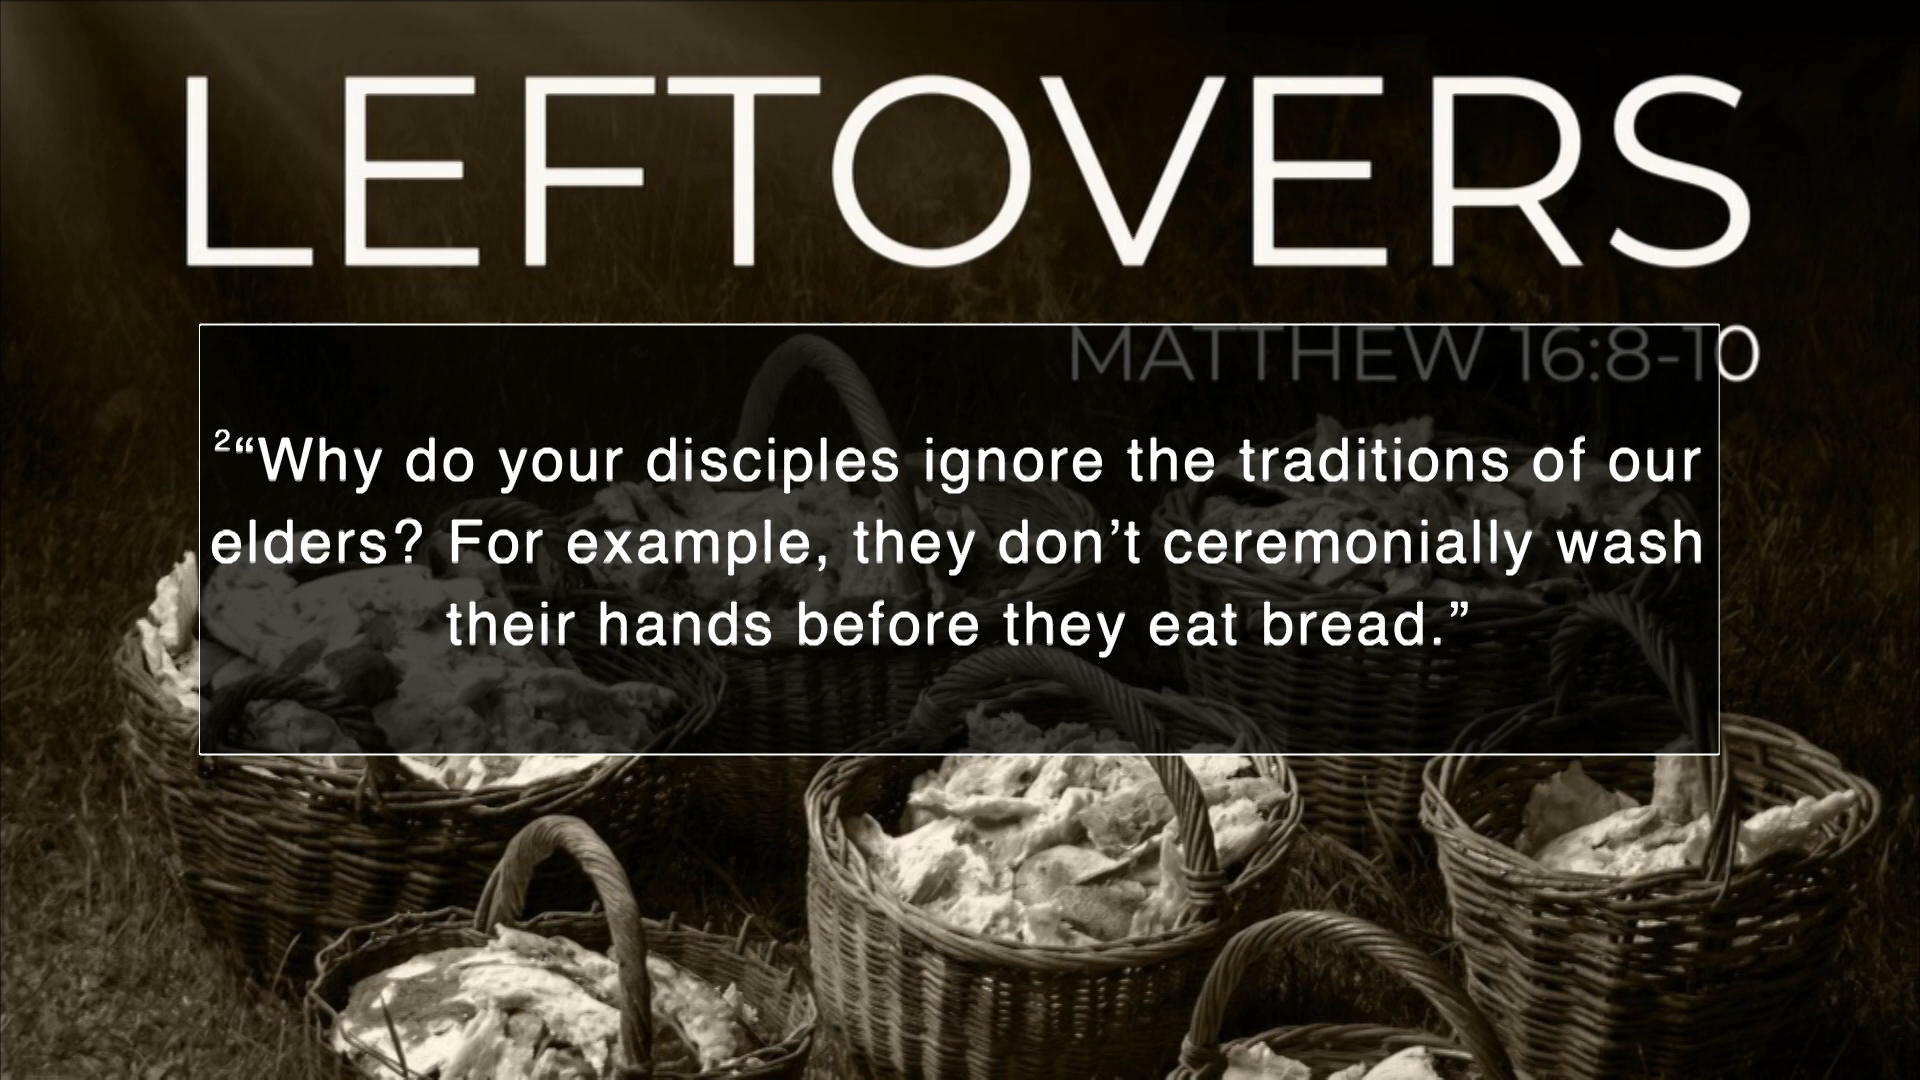 LEFTOVERS
MATTHEW 16:8-10
²“Why do your disciples ignore the traditions of our
elders? For example, they don’t ceremonially wash
their hands before they eat bread.”